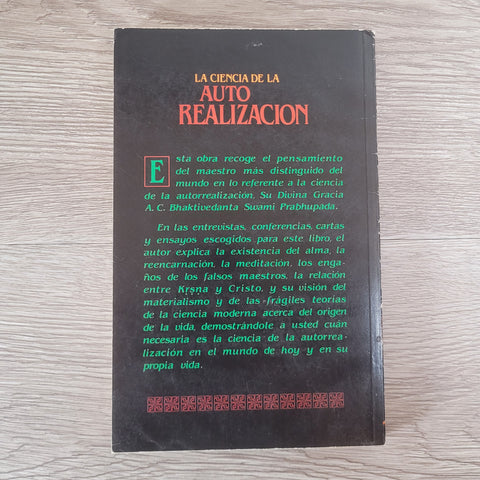 LA CIENCIA DE LA
AUTO
REALIZACION
Esta obra recoge el pensamiento
del maestro más distinguido del
mundo en lo referente a la ciencia
de la autorrealización, Su Divina Gracia
A. C. Bhaktivedanta Swami Prabhupāda.
En las entrevistas, conferencias, cartas
y ensayos escogidos para este libro, el
autor explica la existencia del alma, la
reencarnación, la meditación, los enga-
ños de los falsos maestros, la relación
entre Kṛṣṇa y Cristo, y su visión del
materialismo y de las frágiles teorías
de la ciencia moderna acerca del origen
de la vida, demostrándole a usted cuán
necesaria es la ciencia de la autorrea-
lización en el mundo de hoy y en su
propia vida.